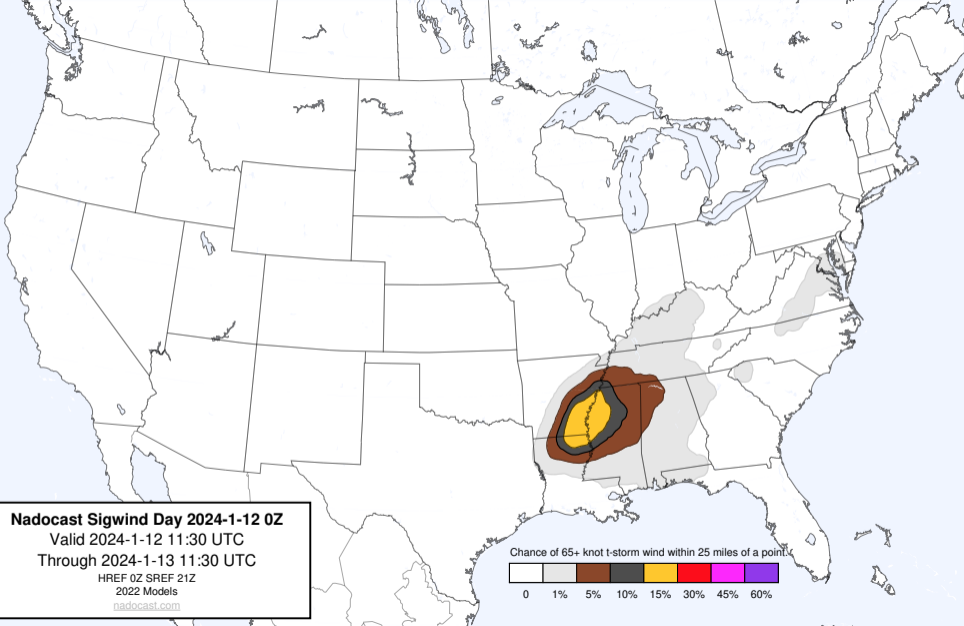 Nadocast Sigwind Day 2024-1-12 0Z
Valid 2024-1-12 11:30 UTC
Through 2024-1-13 11:30 UTC
HREF 0Z SREF 21Z
2022 Models
nadocast.com
Chance of 65+ knot t-storm wind within 25 miles of a point.
0 1% 5% 10% 15% 30% 45% 60%